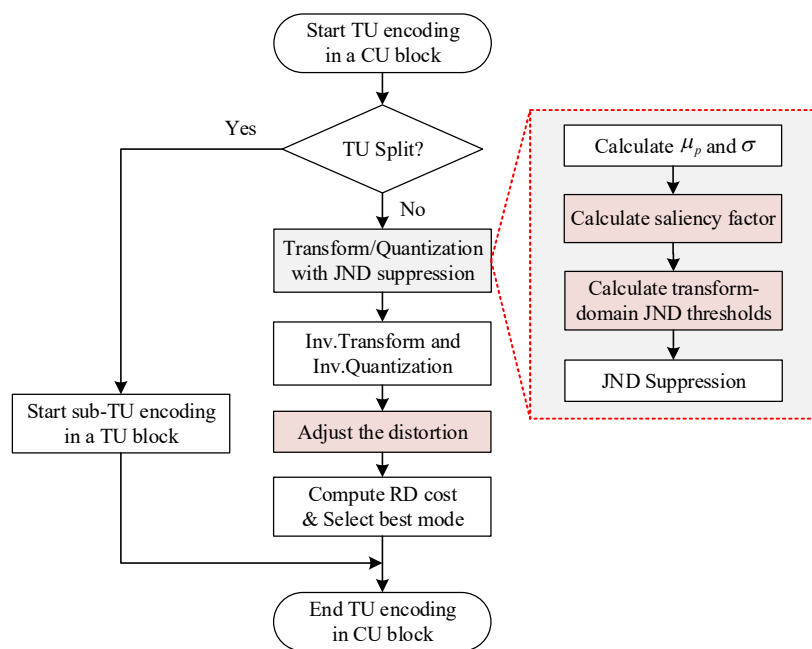 Start TU encoding
in a CU block
Yes
TU Split?
No
Transform/Quantization
with JND suppression
Inv.Transform and
Inv.Quantization
Start sub-TU encoding
in a TU block
Adjust the distortion
Compute RD cost
& Select best mode
End TU encoding
in CU block
Calculate μp and σ
Calculate saliency factor
Calculate transform-
domain JND thresholds
JND Suppression